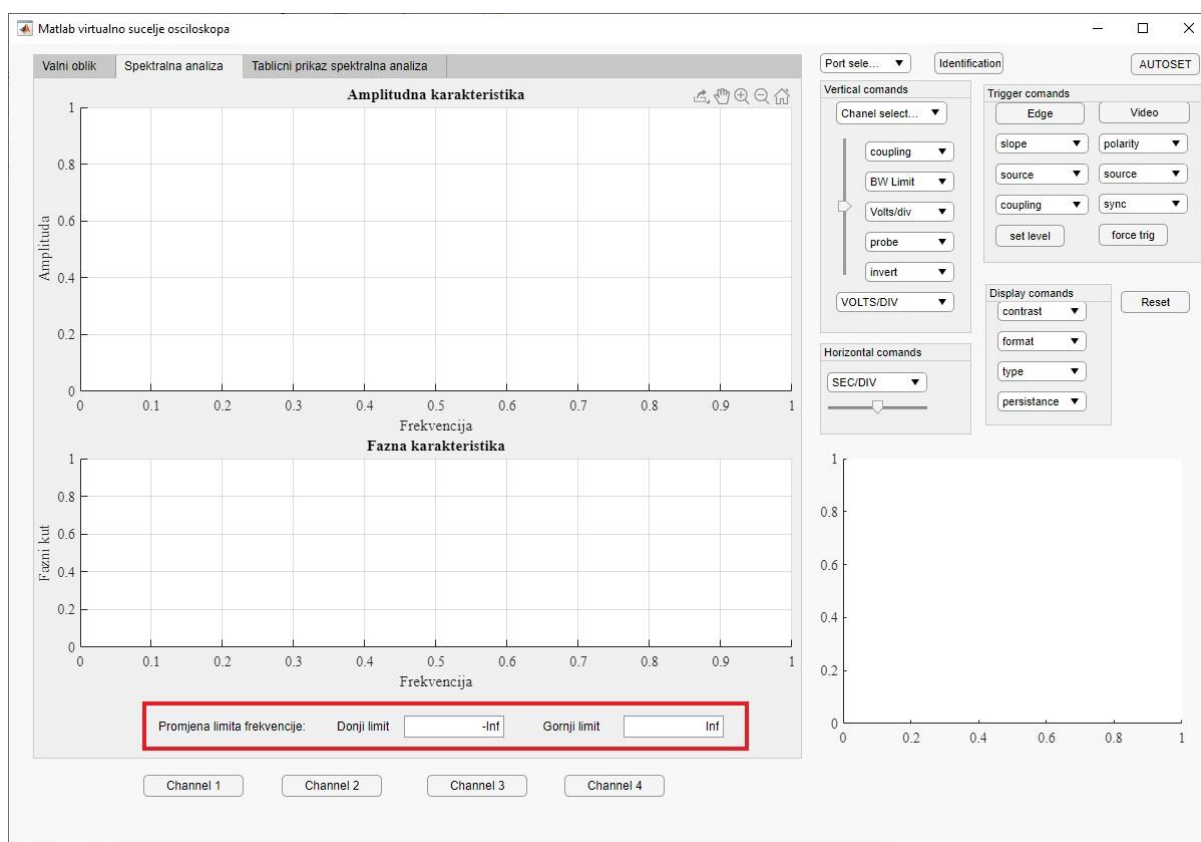 Matlab virtualno sucelje osciloskopa
Valni oblik
Spektralna analiza
Tablicni prikaz spektralna analiza
Amplitudna karakteristika
1
0.8
0.6
0.4
0.2
0
Amplituda
0 0.1 0.2 0.3 0.4 0.5 0.6 0.7 0.8 0.9 1
Frekvencija
Fazna karakteristika
1
0.8
0.6
0.4
0.2
0
Fazni kut
0 0.1 0.2 0.3 0.4 0.5 0.6 0.7 0.8 0.9 1
Frekvencija
Promjena limita frekvencije: Donji limit -Inf Gornji limit Inf
Channel 1
Channel 2
Channel 3
Channel 4
Port sele...
Identification
AUTOSET
Vertical comands
Chanel select...
coupling
BW Limit
Volts/div
probe
invert
VOLTS/DIV
Horizontal comands
SEC/DIV
Trigger comands
Edge
Video
slope
polarity
source
source
coupling
sync
set level
force trig
Display comands
contrast
format
type
persistance
Reset
1
0.8
0.6
0.4
0.2
0
0 0.2 0.4 0.6 0.8 1